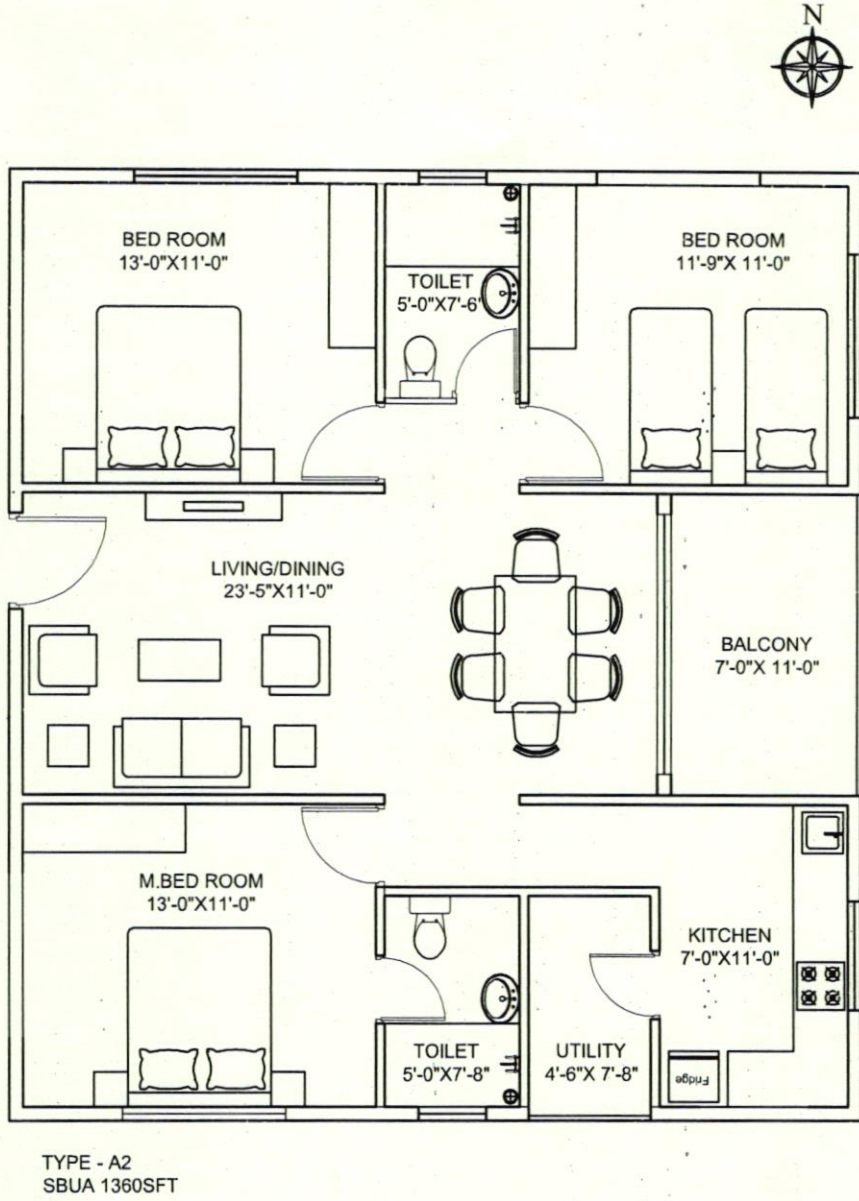 N
BED ROOM
13'-0"X11'-0"
BED ROOM
11'-9"X 11'-0"
TOILET
5'-0"X7'-6'
LIVING/DINING
23'-5"X11'-0"
BALCONY
7'-0"X 11'-0"
M.BED ROOM
13'-0"X11'-0"
KITCHEN
7'-0"X11'-0"
TOILET
5'-0"X7'-8"
UTILITY
4'-6"X 7'-8"
Fridge
TYPE - A2
SBUA 1360SFT